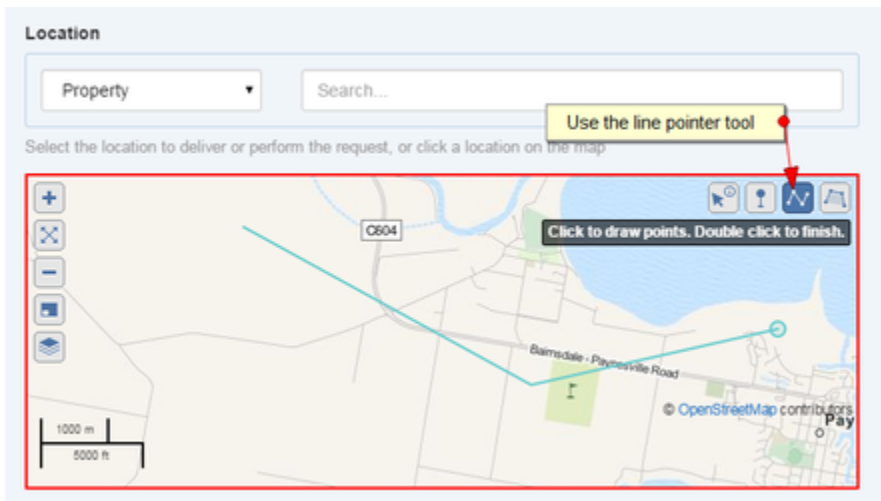 Location
Property
Search...
Use the line pointer tool
Select the location to deliver or perform the request, or click a location on the map
C604
Click to draw points. Double click to finish.
Bairnsdale - Paynesville Road
© OpenStreetMap contributors
Pay
1000 m
5000 ft